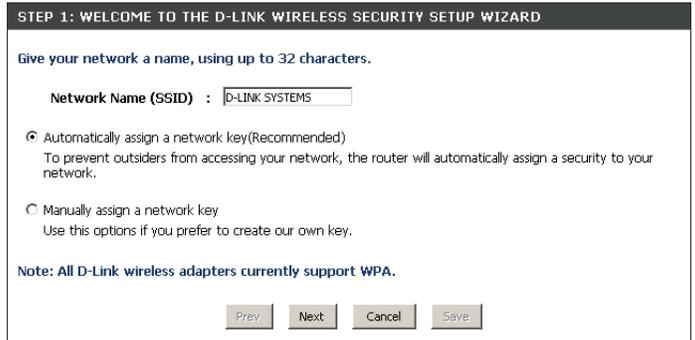 STEP 1: WELCOME TO THE D-LINK WIRELESS SECURITY SETUP WIZARD
Give your network a name, using up to 32 characters.
Network Name (SSID) : D-LINK SYSTEMS
Automatically assign a network key(Recommended)
To prevent outsiders from accessing your network, the router will automatically assign a security to your
network.
Manually assign a network key
Use this options if you prefer to create our own key.
Note: All D-Link wireless adapters currently support WPA.
Prev Next Cancel Save